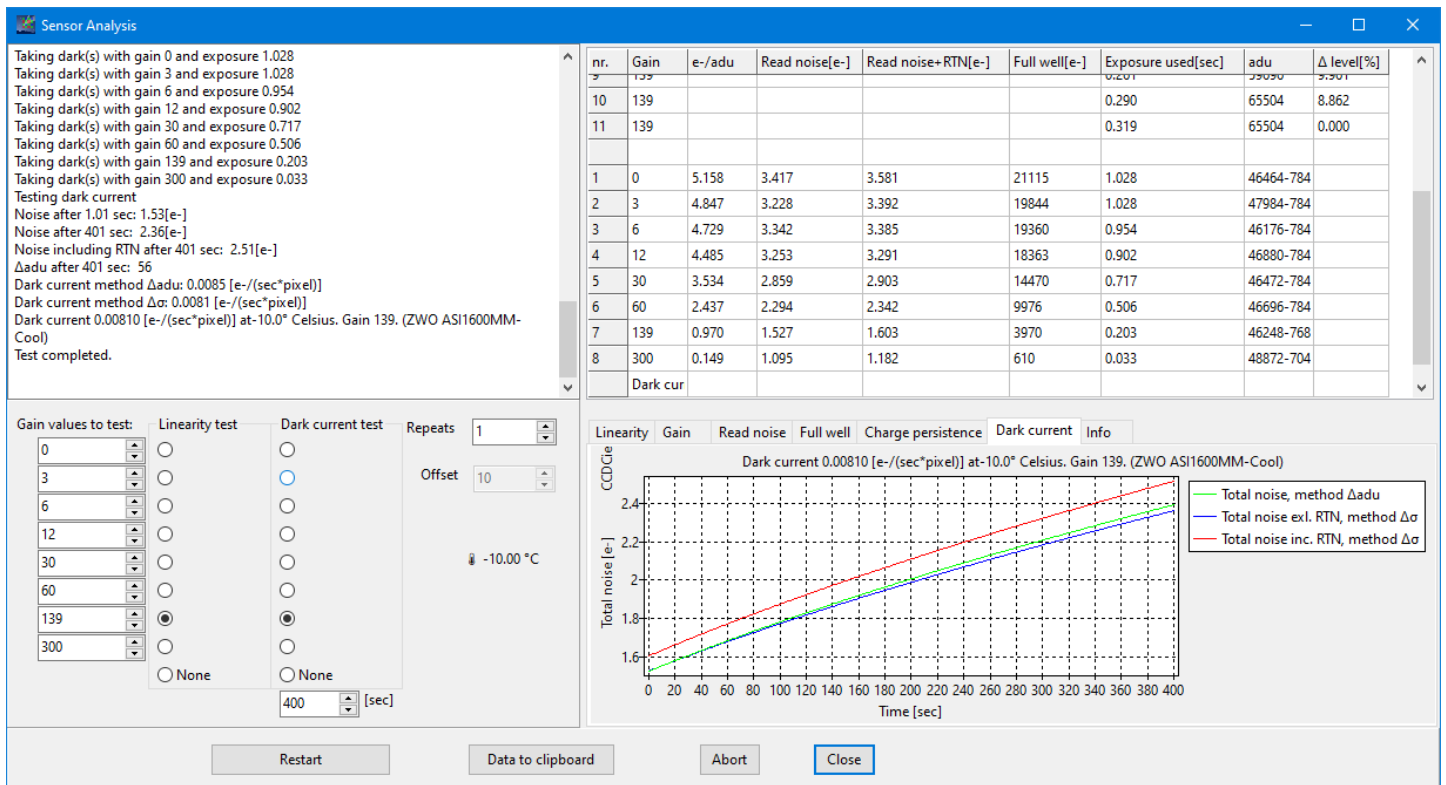 Sensor Analysis
Taking dark(s) with gain 0 and exposure 1.028
Taking dark(s) with gain 3 and exposure 1.028
Taking dark(s) with gain 6 and exposure 0.954
Taking dark(s) with gain 12 and exposure 0.902
Taking dark(s) with gain 30 and exposure 0.717
Taking dark(s) with gain 60 and exposure 0.506
Taking dark(s) with gain 139 and exposure 0.203
Taking dark(s) with gain 300 and exposure 0.033
Testing dark current
Noise after 1.01 sec: 1.53[e-]
Noise after 401 sec: 2.36[e-]
Noise including RTN after 401 sec: 2.51[e-]
Δadu after 401 sec: 56
Dark current method Δadu: 0.0085 [e-/(sec*pixel)]
Dark current method Δσ: 0.0081 [e-/(sec*pixel)]
Dark current 0.00810 [e-/(sec*pixel)] at-10.0° Celsius. Gain 139. (ZWO ASI1600MM-
Cool)
Test completed.
nr. Gain e-/adu Read noise[e-] Read noise+RTN[e-] Full well[e-] Exposure used[sec] adu Δ level[%]
9 139 0.261 59090 9.901
10 139 0.290 65504 8.862
11 139 0.319 65504 0.000
1 0 5.158 3.417 3.581 21115 1.028 46464-784
2 3 4.847 3.228 3.392 19844 1.028 47984-784
3 6 4.729 3.342 3.385 19360 0.954 46176-784
4 12 4.485 3.253 3.291 18363 0.902 46880-784
5 30 3.534 2.859 2.903 14470 0.717 46472-784
6 60 2.437 2.294 2.342 9976 0.506 46696-784
7 139 0.970 1.527 1.603 3970 0.203 46248-768
8 300 0.149 1.095 1.182 610 0.033 48872-704
Dark cur
Gain values to test: Linearity test Dark current test Repeats 1
0
3 Offset 10
6
12
30 -10.00 °C
60
139
300
None None
400 [sec]
Linearity Gain Read noise Full well Charge persistence Dark current Info
CCDCie
Dark current 0.00810 [e-/(sec*pixel)] at-10.0° Celsius. Gain 139. (ZWO ASI1600MM-Cool)
Total noise [e-]
2.4
2.2
2
1.8
1.6
0 20 40 60 80 100 120 140 160 180 200 220 240 260 280 300 320 340 360 380 400
Time [sec]
Total noise, method Δadu
Total noise exl. RTN, method Δσ
Total noise inc. RTN, method Δσ
Restart Data to clipboard Abort Close